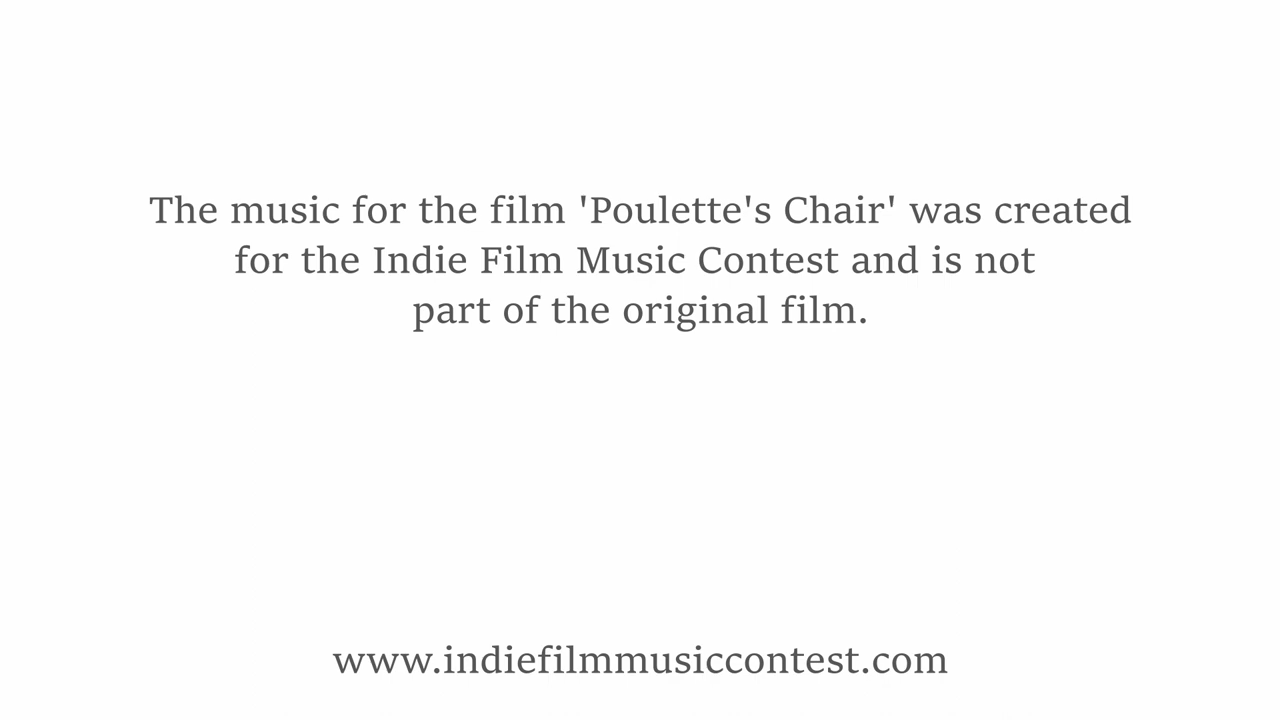 The music for the film 'Poulette's Chair' was created
for the Indie Film Music Contest and is not
part of the original film.
www.indiefilmmusiccontest.com